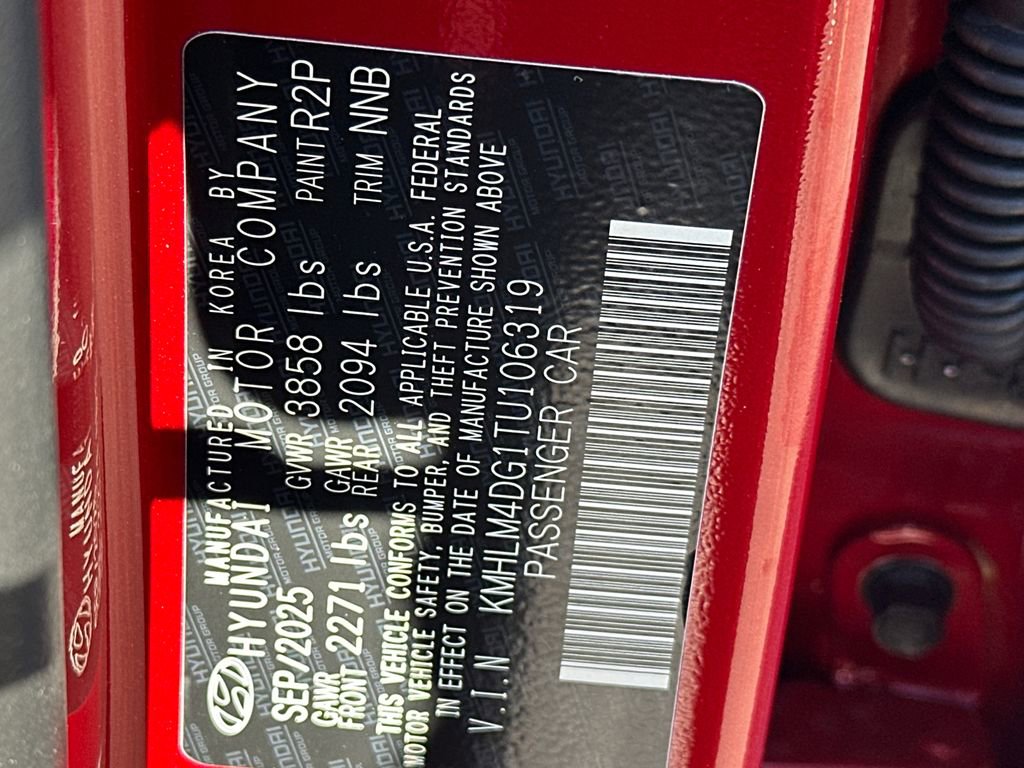 MANUFACTURED IN KOREA BY
HYUNDAI MOTOR COMPANY
SEP/2025 GVWR 3858 lbs PAINT R2P
GAWR FRONT 2271 lbs GAWR REAR 2094 lbs TRIM NNB
THIS VEHICLE CONFORMS TO ALL APPLICABLE U.S.A. FEDERAL
MOTOR VEHICLE SAFETY, BUMPER, AND THEFT PREVENTION STANDARDS
IN EFFECT ON THE DATE OF MANUFACTURE SHOWN ABOVE
V.I.N KMHLM4DG1TU106319
PASSENGER CAR